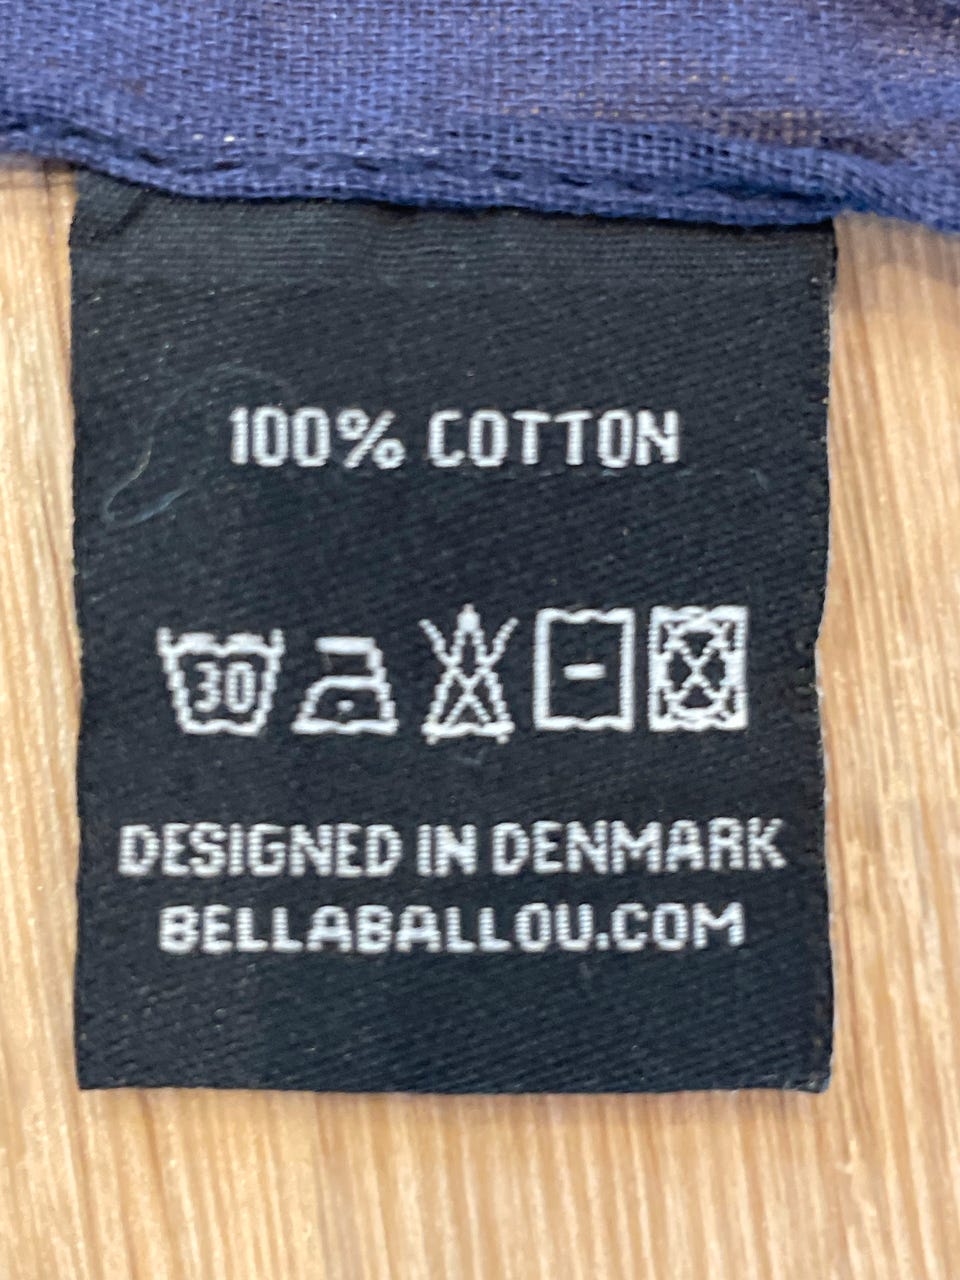 100% COTTON
30
DESIGNED IN DENMARK
BELLABALLOU.COM